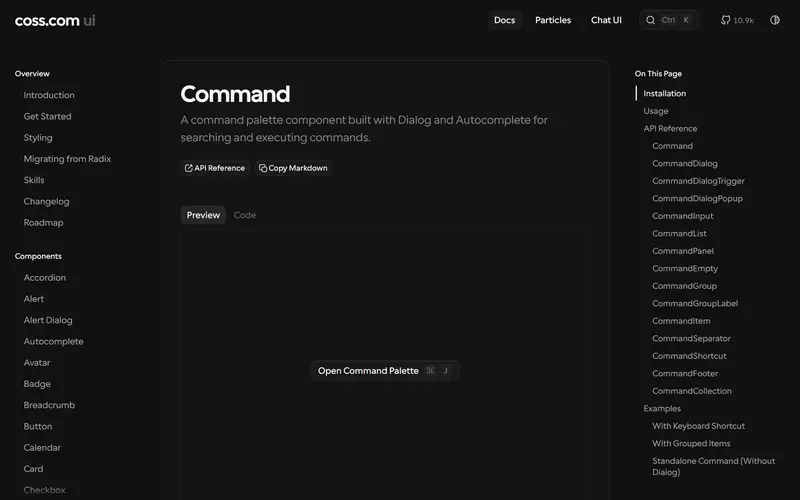 coss.com ui
Docs
Particles
Chat UI
Ctrl K
10.9k
Overview
Introduction
Get Started
Styling
Migrating from Radix
Skills
Changelog
Roadmap
Components
Accordion
Alert
Alert Dialog
Autocomplete
Avatar
Badge
Breadcrumb
Button
Calendar
Card
Checkbox
Command
A command palette component built with Dialog and Autocomplete for
searching and executing commands.
API Reference
Copy Markdown
Preview
Code
Open Command Palette ⌘ J
On This Page
Installation
Usage
API Reference
Command
CommandDialog
CommandDialogTrigger
CommandDialogPopup
CommandInput
CommandList
CommandPanel
CommandEmpty
CommandGroup
CommandGroupLabel
CommandItem
CommandSeparator
CommandShortcut
CommandFooter
CommandCollection
Examples
With Keyboard Shortcut
With Grouped Items
Standalone Command (Without
Dialog)